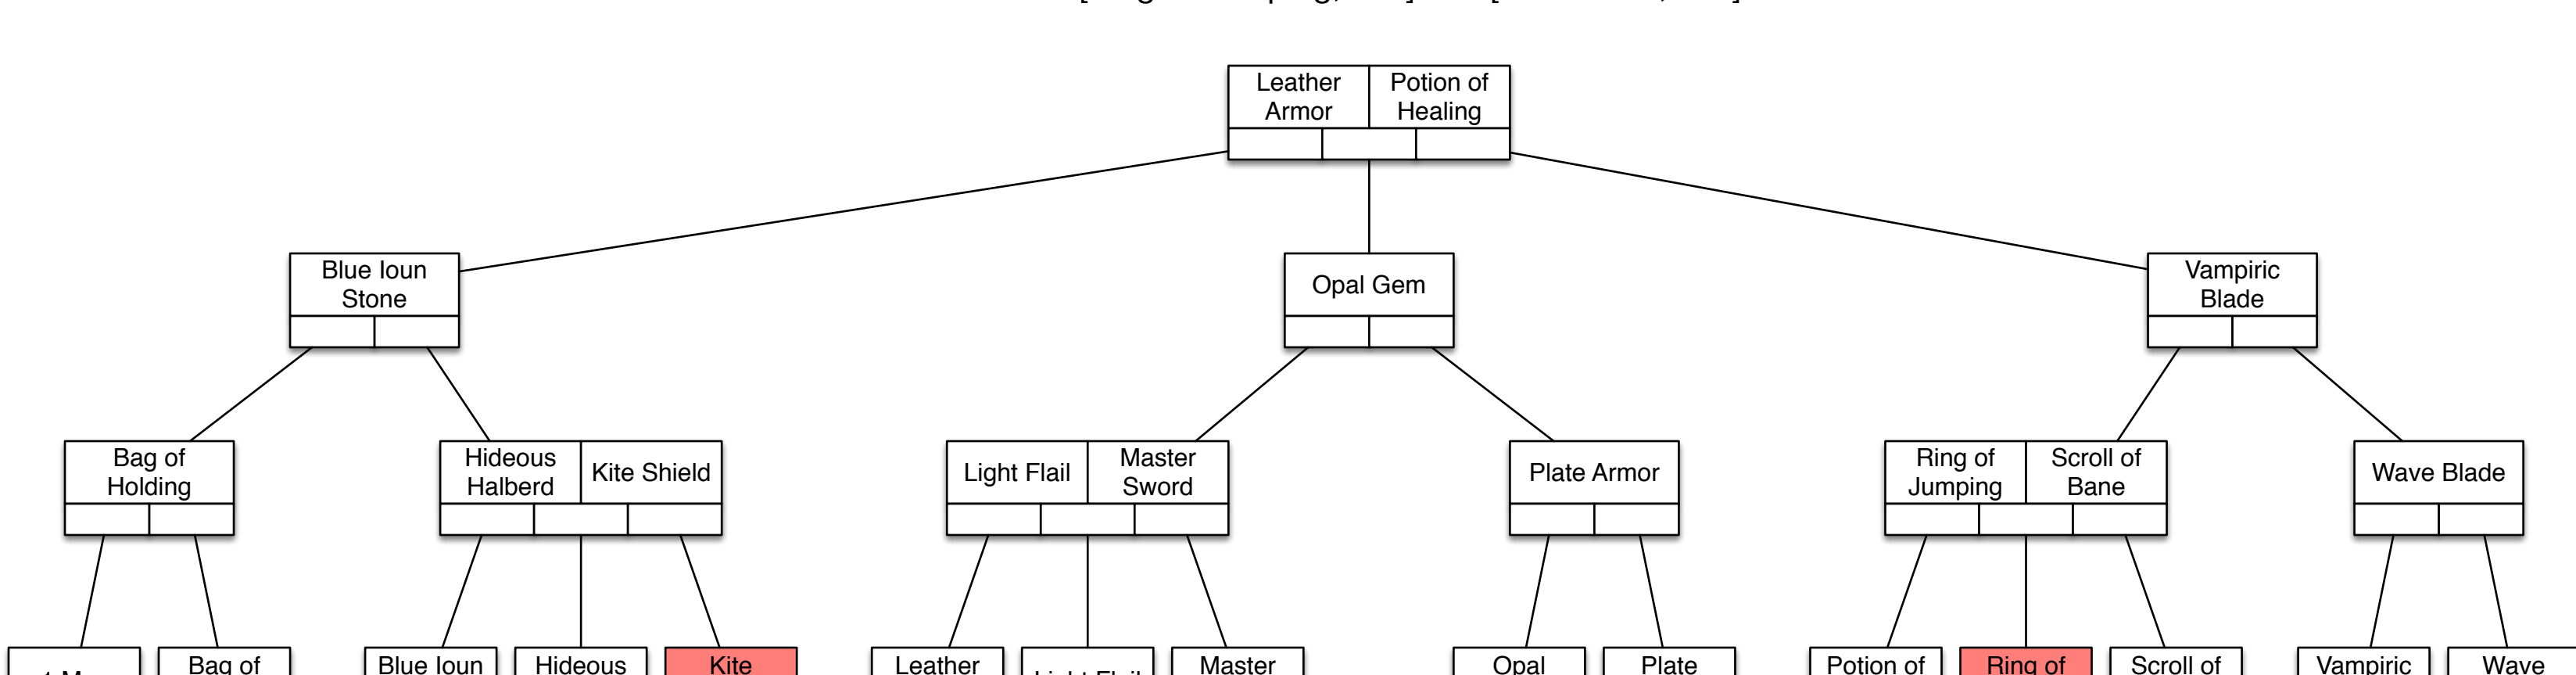 Leather
Armor
Potion of
Healing
Blue Ioun
Stone
Opal Gem
Vampiric
Blade
Bag of
Holding
Hideous
Halberd
Kite Shield
Light Flail
Master
Sword
Plate Armor
Ring of
Jumping
Scroll of
Bane
Wave Blade
Bag of
Blue Ioun
Hideous
Kite
Leather
Light Flail
Master
Opal
Plate
Potion of
Ring of
Scroll of
Vampiric
Wave